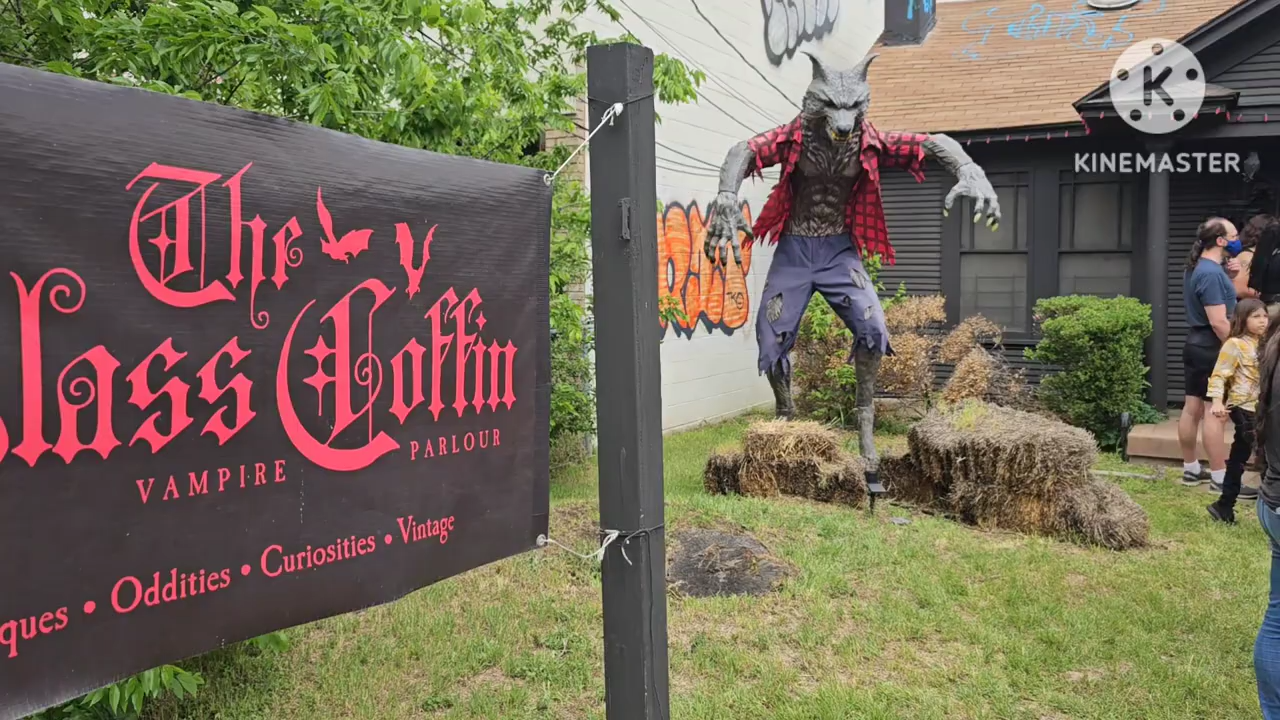 The
lass Coffin
VAMPIRE PARLOUR
ques • Oddities • Curiosities • Vintage
K
KINEMASTER